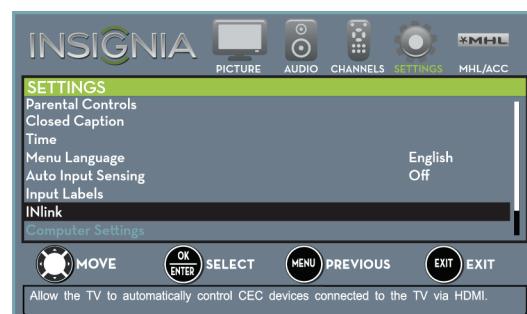 INSIGNIA
PICTURE AUDIO CHANNELS SETTINGS MHL MHL/ACC
SETTINGS
Parental Controls
Closed Caption
Time
Menu Language English
Auto Input Sensing Off
Input Labels
INlink
Computer Settings
MOVE OK ENTER SELECT MENU PREVIOUS EXIT EXIT
Allow the TV to automatically control CEC devices connected to the TV via HDMI.